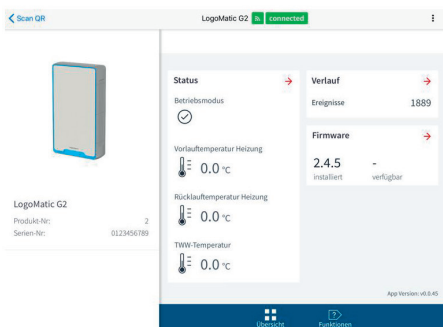 Scan QR
LogoMatic G2 connected
Status
Betriebsmodus
Vorlauftemperatur Heizung
0.0 °C
Rücklauftemperatur Heizung
0.0 °C
TWW-Temperatur
0.0 °C
Verlauf
Ereignisse 1889
Firmware
2.4.5 -
installiert verfügbar
LogoMatic G2
Produkt-Nr: 2
Serien-Nr: 0123456789
App Version: v0.0.45
Übersicht Funktionen